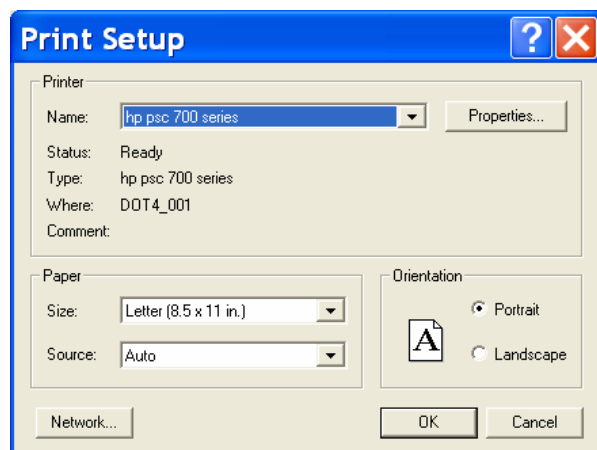 Print Setup
?
Printer
Name: hp psc 700 series Properties...
Status: Ready
Type: hp psc 700 series
Where: DOT4_001
Comment:
Paper
Size: Letter (8.5 x 11 in.)
Source: Auto
Orientation
A
Portrait
Landscape
Network... OK Cancel